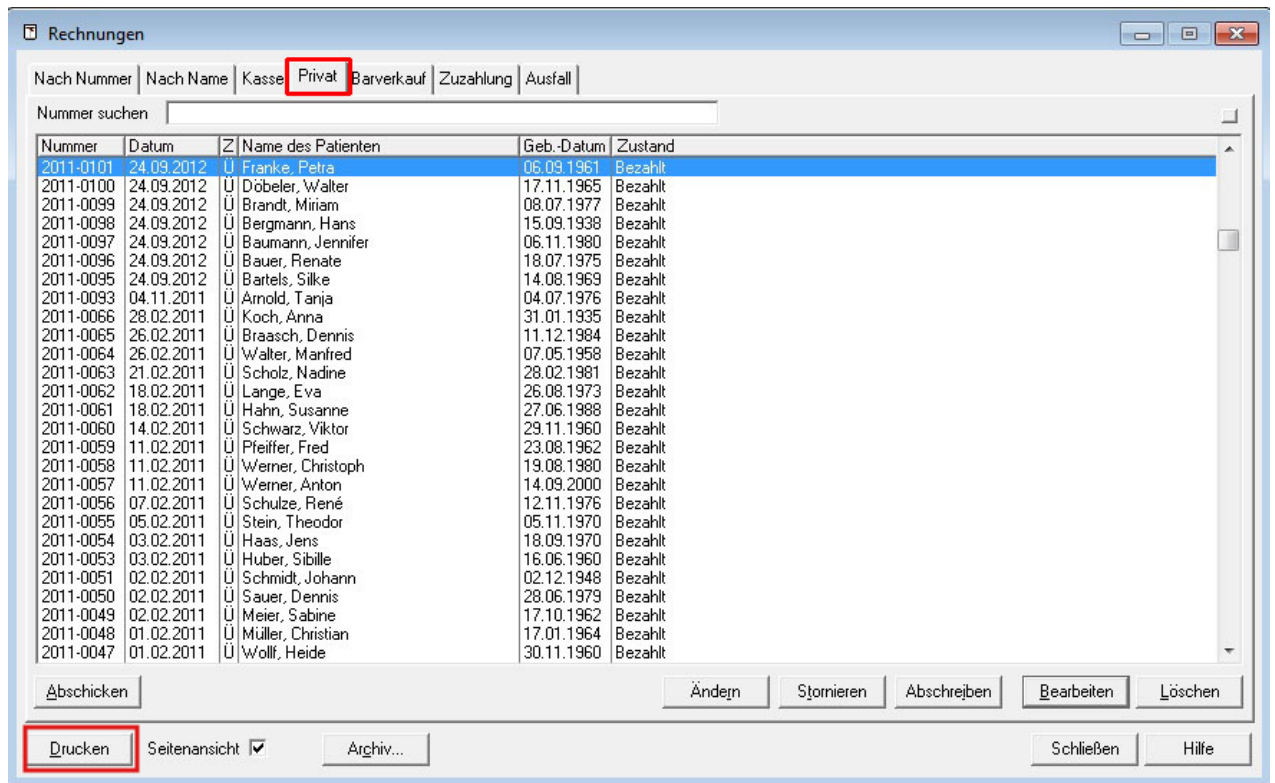 Rechnungen
Nach Nummer Nach Name Kasse Privat Barverkauf Zuzahlung Ausfall
Nummer suchen
Nummer Datum Z Name des Patienten Geb.-Datum Zustand
2011-0101 24.09.2012 Ü Franke, Petra 06.09.1961 Bezahlt
2011-0100 24.09.2012 Ü Döbeler, Walter 17.11.1965 Bezahlt
2011-0099 24.09.2012 Ü Brandt, Miriam 08.07.1977 Bezahlt
2011-0098 24.09.2012 Ü Bergmann, Hans 15.09.1938 Bezahlt
2011-0097 24.09.2012 Ü Baumann, Jennifer 06.11.1980 Bezahlt
2011-0096 24.09.2012 Ü Bauer, Renate 18.07.1975 Bezahlt
2011-0095 24.09.2012 Ü Bartels, Silke 14.08.1969 Bezahlt
2011-0093 04.11.2011 Ü Arnold, Tanja 04.07.1976 Bezahlt
2011-0066 28.02.2011 Ü Koch, Anna 31.01.1935 Bezahlt
2011-0065 26.02.2011 Ü Braasch, Dennis 11.12.1984 Bezahlt
2011-0064 26.02.2011 Ü Walter, Manfred 07.05.1958 Bezahlt
2011-0063 21.02.2011 Ü Scholz, Nadine 28.02.1981 Bezahlt
2011-0062 18.02.2011 Ü Lange, Eva 26.08.1973 Bezahlt
2011-0061 18.02.2011 Ü Hahn, Susanne 27.06.1988 Bezahlt
2011-0060 14.02.2011 Ü Schwarz, Viktor 29.11.1960 Bezahlt
2011-0059 11.02.2011 Ü Pfeiffer, Fred 23.08.1962 Bezahlt
2011-0058 11.02.2011 Ü Werner, Christoph 19.08.1980 Bezahlt
2011-0057 11.02.2011 Ü Werner, Anton 14.09.2000 Bezahlt
2011-0056 07.02.2011 Ü Schulze, René 12.11.1976 Bezahlt
2011-0055 05.02.2011 Ü Stein, Theodor 05.11.1970 Bezahlt
2011-0054 03.02.2011 Ü Haas, Jens 18.09.1970 Bezahlt
2011-0053 03.02.2011 Ü Huber, Sibille 16.06.1960 Bezahlt
2011-0051 02.02.2011 Ü Schmidt, Johann 02.12.1948 Bezahlt
2011-0050 02.02.2011 Ü Sauer, Dennis 28.06.1979 Bezahlt
2011-0049 02.02.2011 Ü Meier, Sabine 17.10.1962 Bezahlt
2011-0048 01.02.2011 Ü Müller, Christian 17.01.1964 Bezahlt
2011-0047 01.02.2011 Ü Wollf, Heide 30.11.1960 Bezahlt
Abschicken Ändern Stornieren Abschreiben Bearbeiten Löschen
Drucken Seitenansicht Archiv... Schließen Hilfe